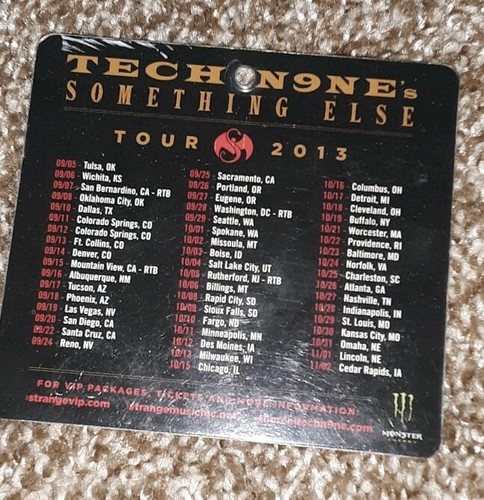 TECH N9NE's
SOMETHING ELSE
TOUR 2013
09/05 - Tulsa, OK
09/06 - Wichita, KS
09/07 - San Bernardino, CA - RTB
09/08 - Oklahoma City, OK
09/10 - Dallas, TX
09/11 - Colorado Springs, CO
09/12 - Colorado Springs, CO
09/13 - Ft. Collins, CO
09/14 - Denver, CO
09/15 - Mountain View, CA - RTB
09/16 - Albuquerque, NM
09/17 - Tucson, AZ
09/18 - Phoenix, AZ
09/19 - Las Vegas, NV
09/20 - San Diego, CA
09/22 - Santa Cruz, CA
09/24 - Reno, NV
09/25 - Sacramento, CA
09/26 - Portland, OR
09/27 - Eugene, OR
09/28 - Washington, DC - RTB
09/29 - Seattle, WA
10/01 - Spokane, WA
10/02 - Missoula, MT
10/03 - Boise, ID
10/04 - Salt Lake City, UT
10/05 - Rutherford, NJ - RTB
10/06 - Billings, MT
10/08 - Rapid City, SD
10/09 - Sioux Falls, SD
10/10 - Fargo, ND
10/11 - Minneapolis, MN
10/12 - Des Moines, IA
10/13 - Milwaukee, WI
10/15 - Chicago, IL
10/16 - Columbus, OH
10/17 - Detroit, MI
10/18 - Cleveland, OH
10/19 - Buffalo, NY
10/21 - Worcester, MA
10/22 - Providence, RI
10/23 - Baltimore, MD
10/24 - Norfolk, VA
10/25 - Charleston, SC
10/26 - Atlanta, GA
10/27 - Nashville, TN
10/28 - Indianapolis, IN
10/29 - St. Louis, MO
10/30 - Kansas City, MO
10/31 - Omaha, NE
11/01 - Lincoln, NE
11/02 - Cedar Rapids, IA
FOR VIP PACKAGES, TICKETS AND MORE INFORMATION:
strangevip.com strangemusicinc.net therealtechn9ne.com
MONSTER
ENERGY